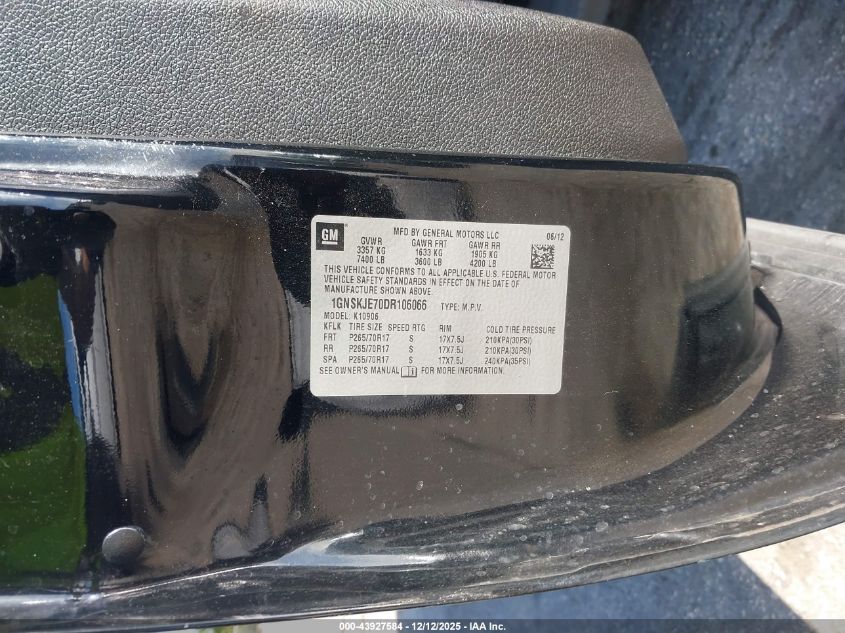 GM
MFD BY GENERAL MOTORS LLC 06/12
GVWR GAWR FRT GAWR RR
3357 KG 1633 KG 1905 KG
7400 LB 3600 LB 4200 LB
THIS VEHICLE CONFORMS TO ALL APPLICABLE U.S. FEDERAL MOTOR
VEHICLE SAFETY STANDARDS IN EFFECT ON THE DATE OF
MANUFACTURE SHOWN ABOVE.
1GNSKJE70DR106066 TYPE: M.P.V.
MODEL: K10906
KFLK TIRE SIZE SPEED RTG RIM COLD TIRE PRESSURE
FRT P265/70R17 S 17X7.5J 210KPA(30PSI)
RR P265/70R17 S 17X7.5J 210KPA(30PSI)
SPA P265/70R17 S 17X7.5J 240KPA(35PSI)
SEE OWNER'S MANUAL FOR MORE INFORMATION.
000-43927584 - 12/12/2025 - IAA Inc.